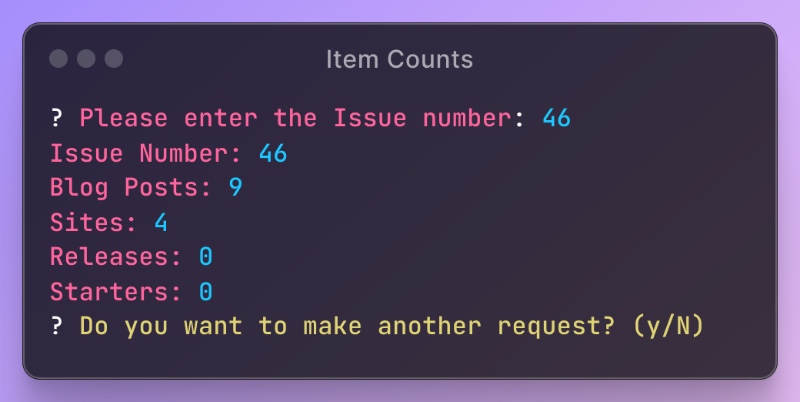 Item Counts
? Please enter the Issue number: 46
Issue Number: 46
Blog Posts: 9
Sites: 4
Releases: 0
Starters: 0
? Do you want to make another request? (y/N)